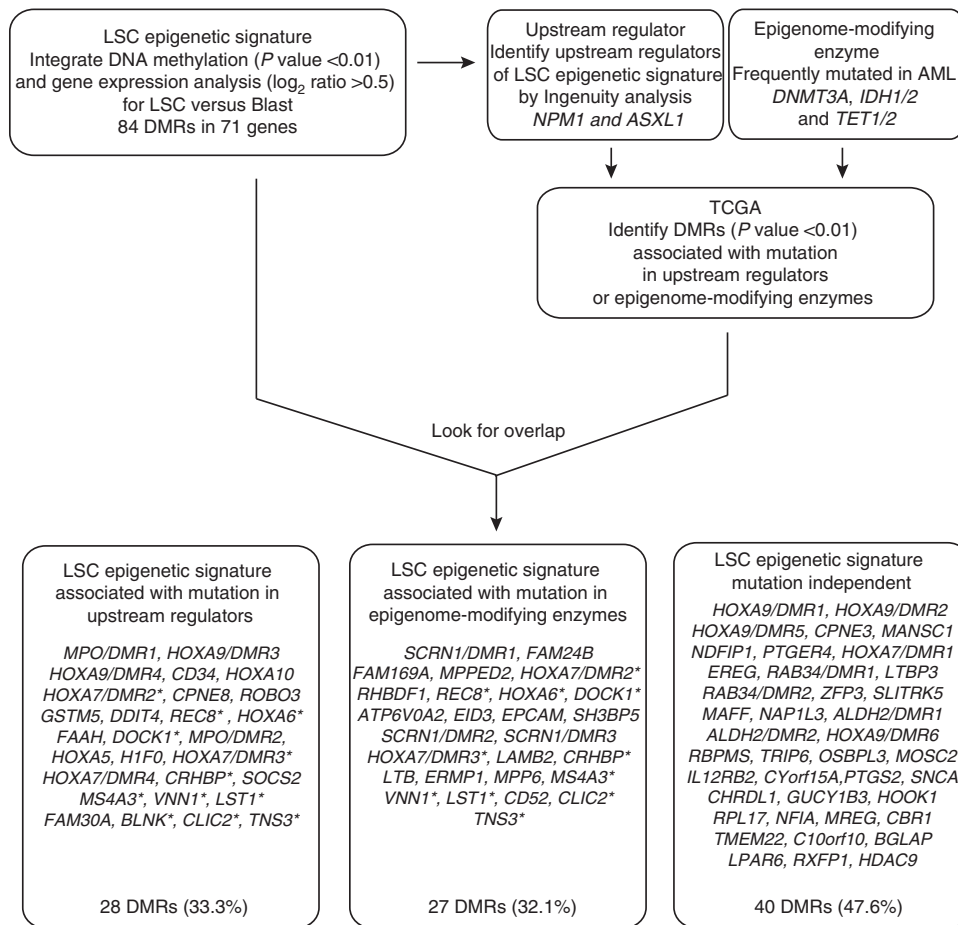 LSC epigenetic signature
Integrate DNA methylation (P value <0.01)
and gene expression analysis (log2 ratio >0.5)
for LSC versus Blast
84 DMRs in 71 genes
Upstream regulator
Identify upstream regulators
of LSC epigenetic signature
by Ingenuity analysis
NPM1 and ASXL1
Epigenome-modifying
enzyme
Frequently mutated in AML
DNMT3A, IDH1/2
and TET1/2
TCGA
Identify DMRs (P value <0.01)
associated with mutation
in upstream regulators
or epigenome-modifying enzymes
Look for overlap
LSC epigenetic signature
associated with mutation in
upstream regulators
MPO/DMR1, HOXA9/DMR3
HOXA9/DMR4, CD34, HOXA10
HOXA7/DMR2*, CPNE8, ROBO3
GSTM5, DDIT4, REC8* , HOXA6*
FAAH, DOCK1*, MPO/DMR2,
HOXA5, H1F0, HOXA7/DMR3*
HOXA7/DMR4, CRHBP*, SOCS2
MS4A3*, VNN1*, LST1*
FAM30A, BLNK*, CLIC2*, TNS3*
28 DMRs (33.3%)
LSC epigenetic signature
associated with mutation in
epigenome-modifying enzymes
SCRN1/DMR1, FAM24B
FAM169A, MPPED2, HOXA7/DMR2*
RHBDF1, REC8*, HOXA6*, DOCK1*
ATP6V0A2, EID3, EPCAM, SH3BP5
SCRN1/DMR2, SCRN1/DMR3
HOXA7/DMR3*, LAMB2, CRHBP*
LTB, ERMP1, MPP6, MS4A3*
VNN1*, LST1*, CD52, CLIC2*
TNS3*
27 DMRs (32.1%)
LSC epigenetic signature
mutation independent
HOXA9/DMR1, HOXA9/DMR2
HOXA9/DMR5, CPNE3, MANSC1
NDFIP1, PTGER4, HOXA7/DMR1
EREG, RAB34/DMR1, LTBP3
RAB34/DMR2, ZFP3, SLITRK5
MAFF, NAP1L3, ALDH2/DMR1
ALDH2/DMR2, HOXA9/DMR6
RBPMS, TRIP6, OSBPL3, MOSC2
IL12RB2, CYorf15A,PTGS2, SNCA
CHRDL1, GUCY1B3, HOOK1
RPL17, NFIA, MREG, CBR1
TMEM22, C10orf10, BGLAP
LPAR6, RXFP1, HDAC9
40 DMRs (47.6%)